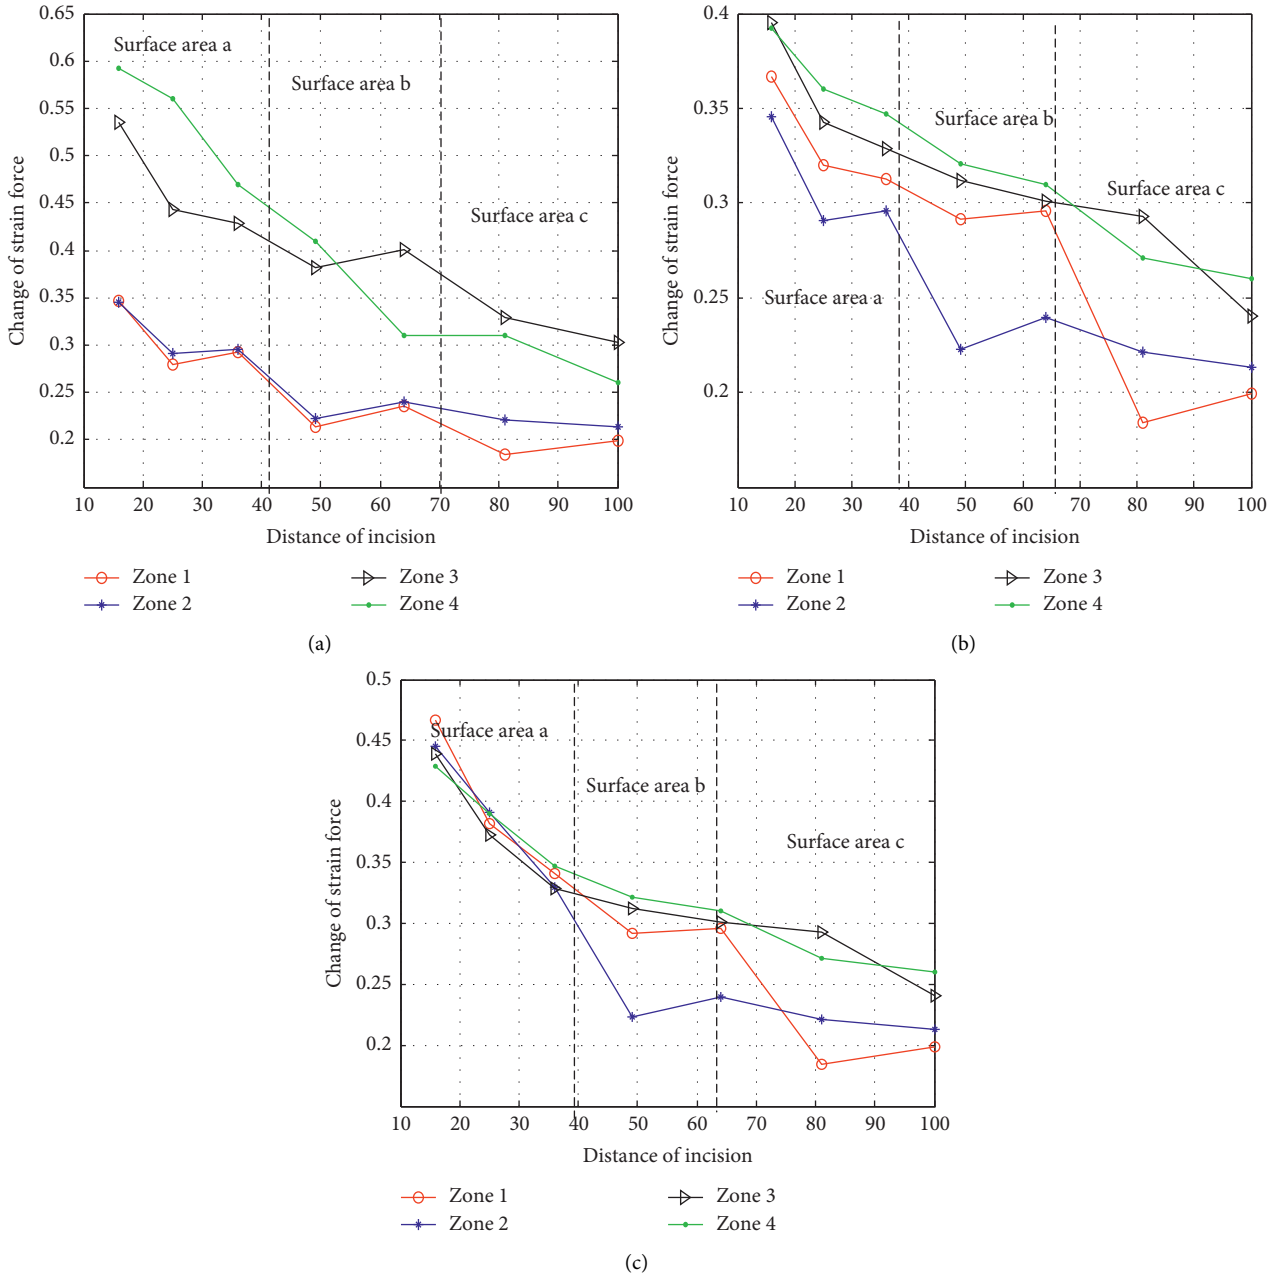 0.65
0.6
0.55
0.5
0.45
0.4
0.35
0.3
0.25
0.2
Change of strain force
Surface area a
Surface area b
Surface area c
10 20 30 40 50 60 70 80 90 100
Distance of incision
Zone 1 Zone 3
Zone 2 Zone 4
(a)
0.4
0.35
0.3
0.25
0.2
Change of strain force
Surface area b
Surface area c
Surface area a
10 20 30 40 50 60 70 80 90 100
Distance of incision
Zone 1 Zone 3
Zone 2 Zone 4
(b)
0.5
0.45
0.4
0.35
0.3
0.25
0.2
Change of strain force
Surface area a
Surface area b
Surface area c
10 20 30 40 50 60 70 80 90 100
Distance of incision
Zone 1 Zone 3
Zone 2 Zone 4
(c)